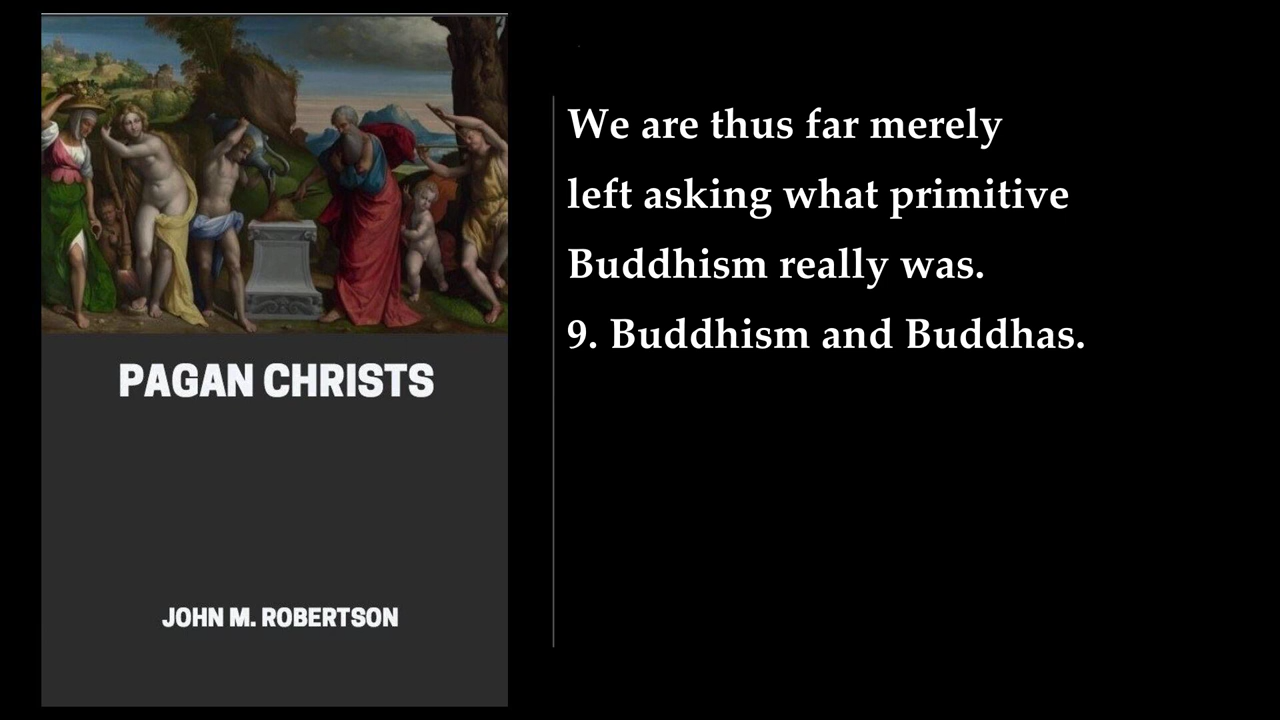 PAGAN CHRISTS
JOHN M. ROBERTSON
We are thus far merely
left asking what primitive
Buddhism really was.
9. Buddhism and Buddhas.